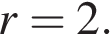 r = 2.